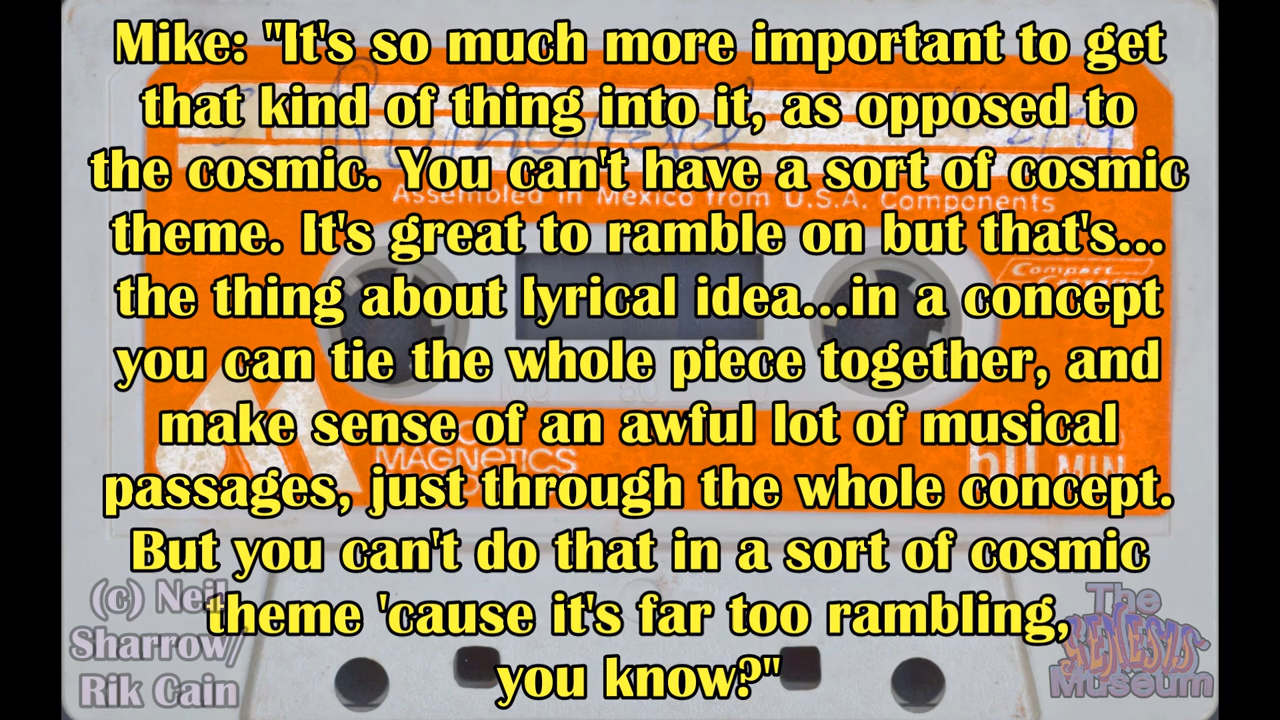 Mike: "It's so much more important to get
that kind of thing into it, as opposed to
the cosmic. You can't have a sort of cosmic
Assembled in Mexico from U.S.A. Components
theme. It's great to ramble on but that's...
the thing about lyrical idea...in a concept
you can tie the whole piece together, and
make sense of an awful lot of musical
MAGNETICS
MIN
passages, just through the whole concept.
But you can't do that in a sort of cosmic
theme 'cause it's far too rambling,
you know?"
(c) Neil
Sharrow/
Rik Cain
The
GENESIS
Museum